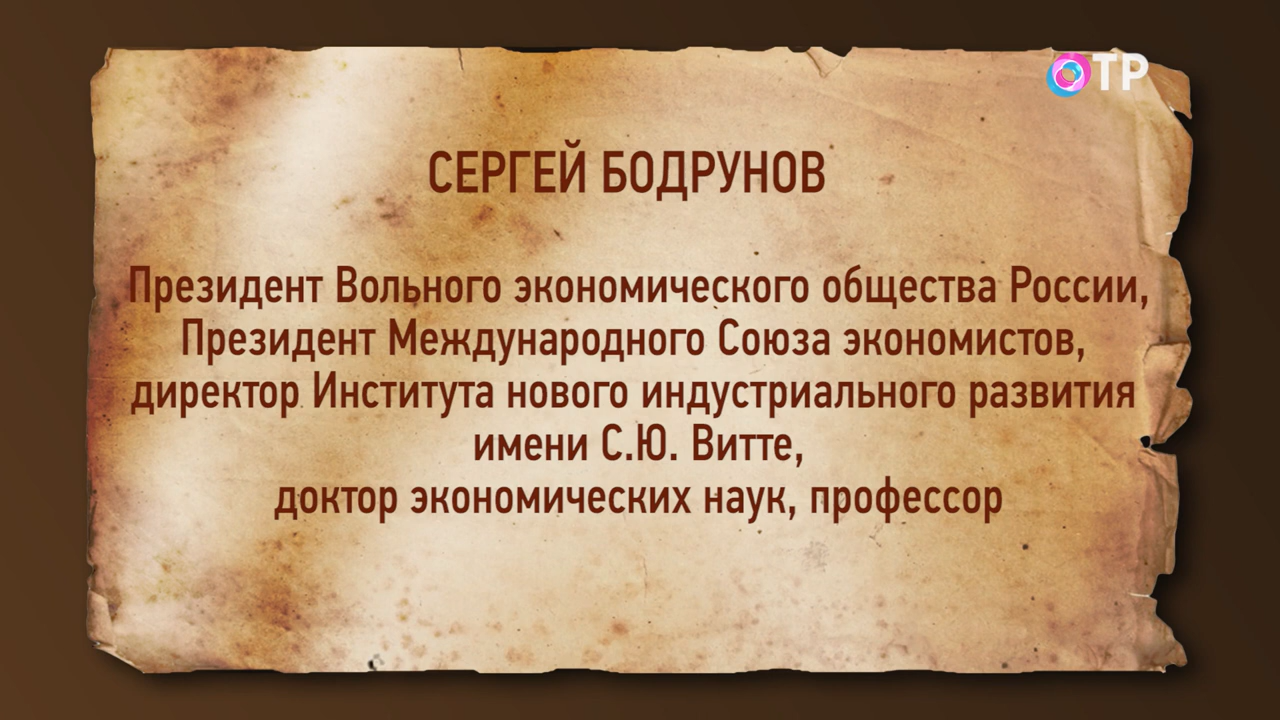 ОТР
СЕРГЕЙ БОДРУНОВ
Президент Вольного экономического общества России,
Президент Международного Союза экономистов,
директор Института нового индустриального развития
имени С.Ю. Витте,
доктор экономических наук, профессор